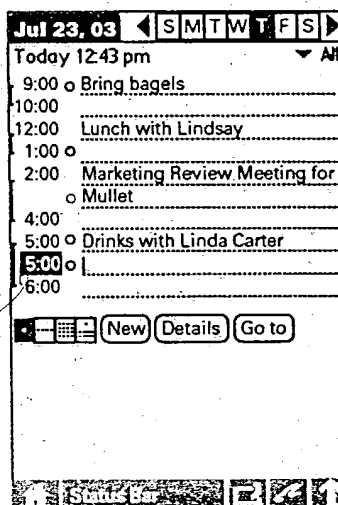 Jul 23, 03 S M T W T F S
Today 12:43 pm All
9:00 Bring bagels
10:00
12:00 Lunch with Lindsay
1:00
2:00 Marketing Review Meeting for
Mullet
4:00
5:00 Drinks with Linda Carter
5:00
6:00
New Details Go to
Status Bar